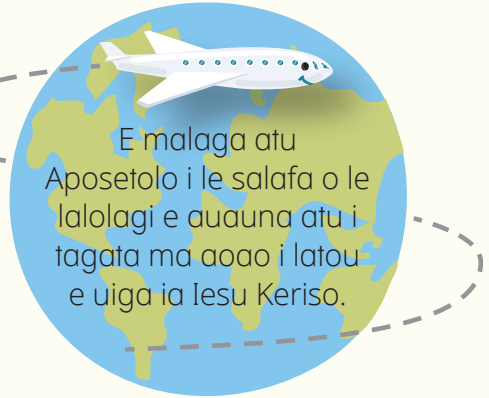 E malaga atu
Aposetolo i le salafa o le
lalolagi e auauna atu i
tagata ma aoao i latou
e uiga ia Iesu Keriso.